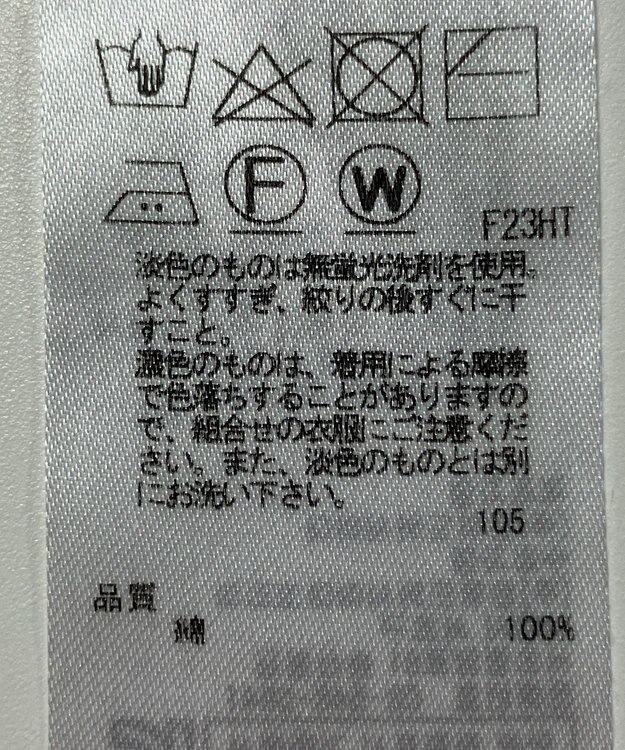 F
W
F23HT
淡色のものは無蛍光洗剤を使用。
よくすすぎ、絞りの後すぐに干
すこと。
濃色のものは、着用による摩擦
で色落ちすることがありますの
で、組合せの衣服にご注意くだ
さい。また、淡色のものとは別
にお洗い下さい。
105
品質
綿 100%